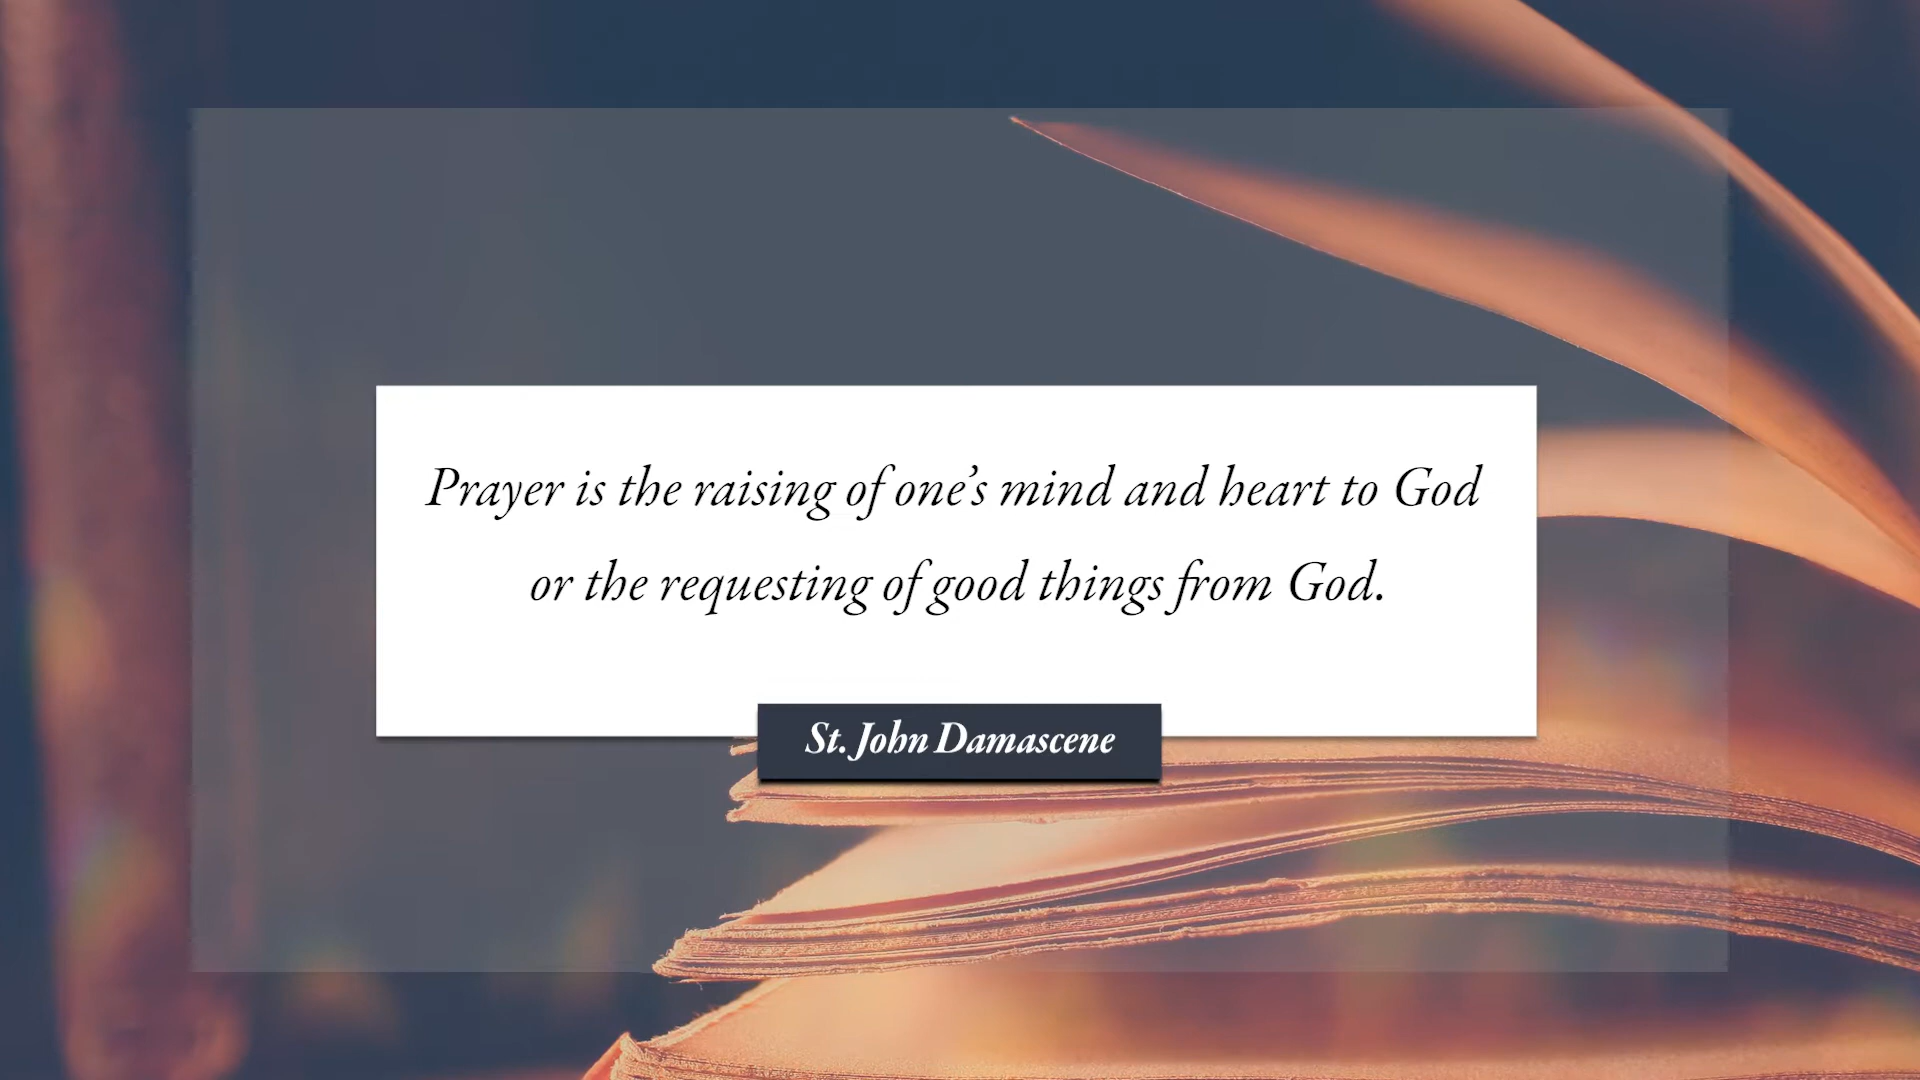 Prayer is the raising of one’s mind and heart to God
or the requesting of good things from God.
St. John Damascene